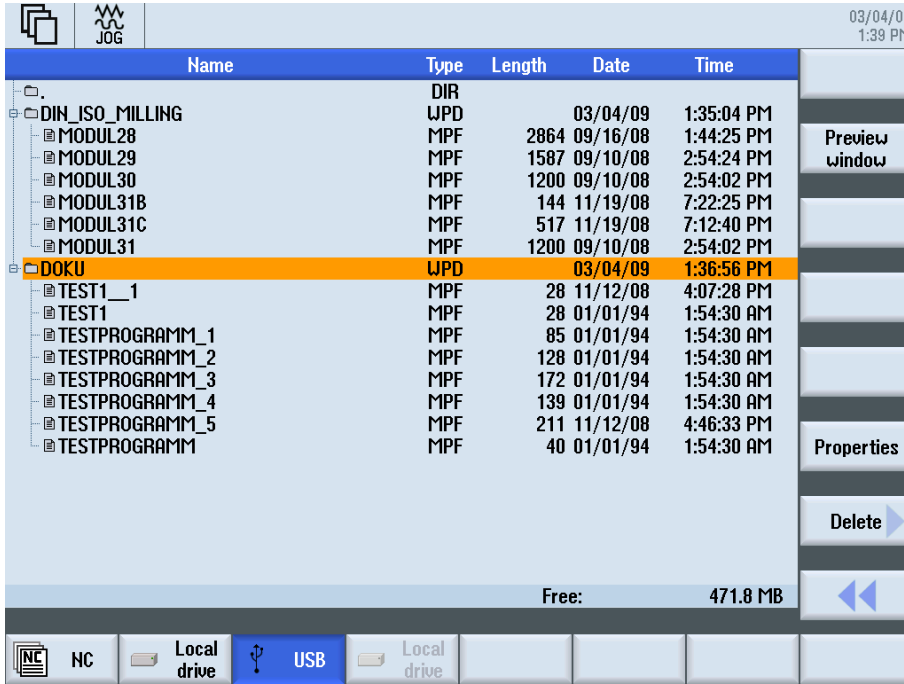 JOG
03/04/0
1:39 PM
Name Type Length Date Time
. DIR
DIN_ISO_MILLING WPD 03/04/09 1:35:04 PM
MODUL28 MPF 2864 09/16/08 1:44:25 PM
MODUL29 MPF 1587 09/10/08 2:54:24 PM
MODUL30 MPF 1200 09/10/08 2:54:02 PM
MODUL31B MPF 144 11/19/08 7:22:25 PM
MODUL31C MPF 517 11/19/08 7:12:40 PM
MODUL31 MPF 1200 09/10/08 2:54:02 PM
DOKU WPD 03/04/09 1:36:56 PM
TEST1__1 MPF 28 11/12/08 4:07:28 PM
TEST1 MPF 28 01/01/94 1:54:30 AM
TESTPROGRAMM_1 MPF 85 01/01/94 1:54:30 AM
TESTPROGRAMM_2 MPF 128 01/01/94 1:54:30 AM
TESTPROGRAMM_3 MPF 172 01/01/94 1:54:30 AM
TESTPROGRAMM_4 MPF 139 01/01/94 1:54:30 AM
TESTPROGRAMM_5 MPF 211 11/12/08 4:46:33 PM
TESTPROGRAMM MPF 40 01/01/94 1:54:30 AM
Free: 471.8 MB
Preview
window
Properties
Delete
NC NC
Local
drive
USB
Local
drive